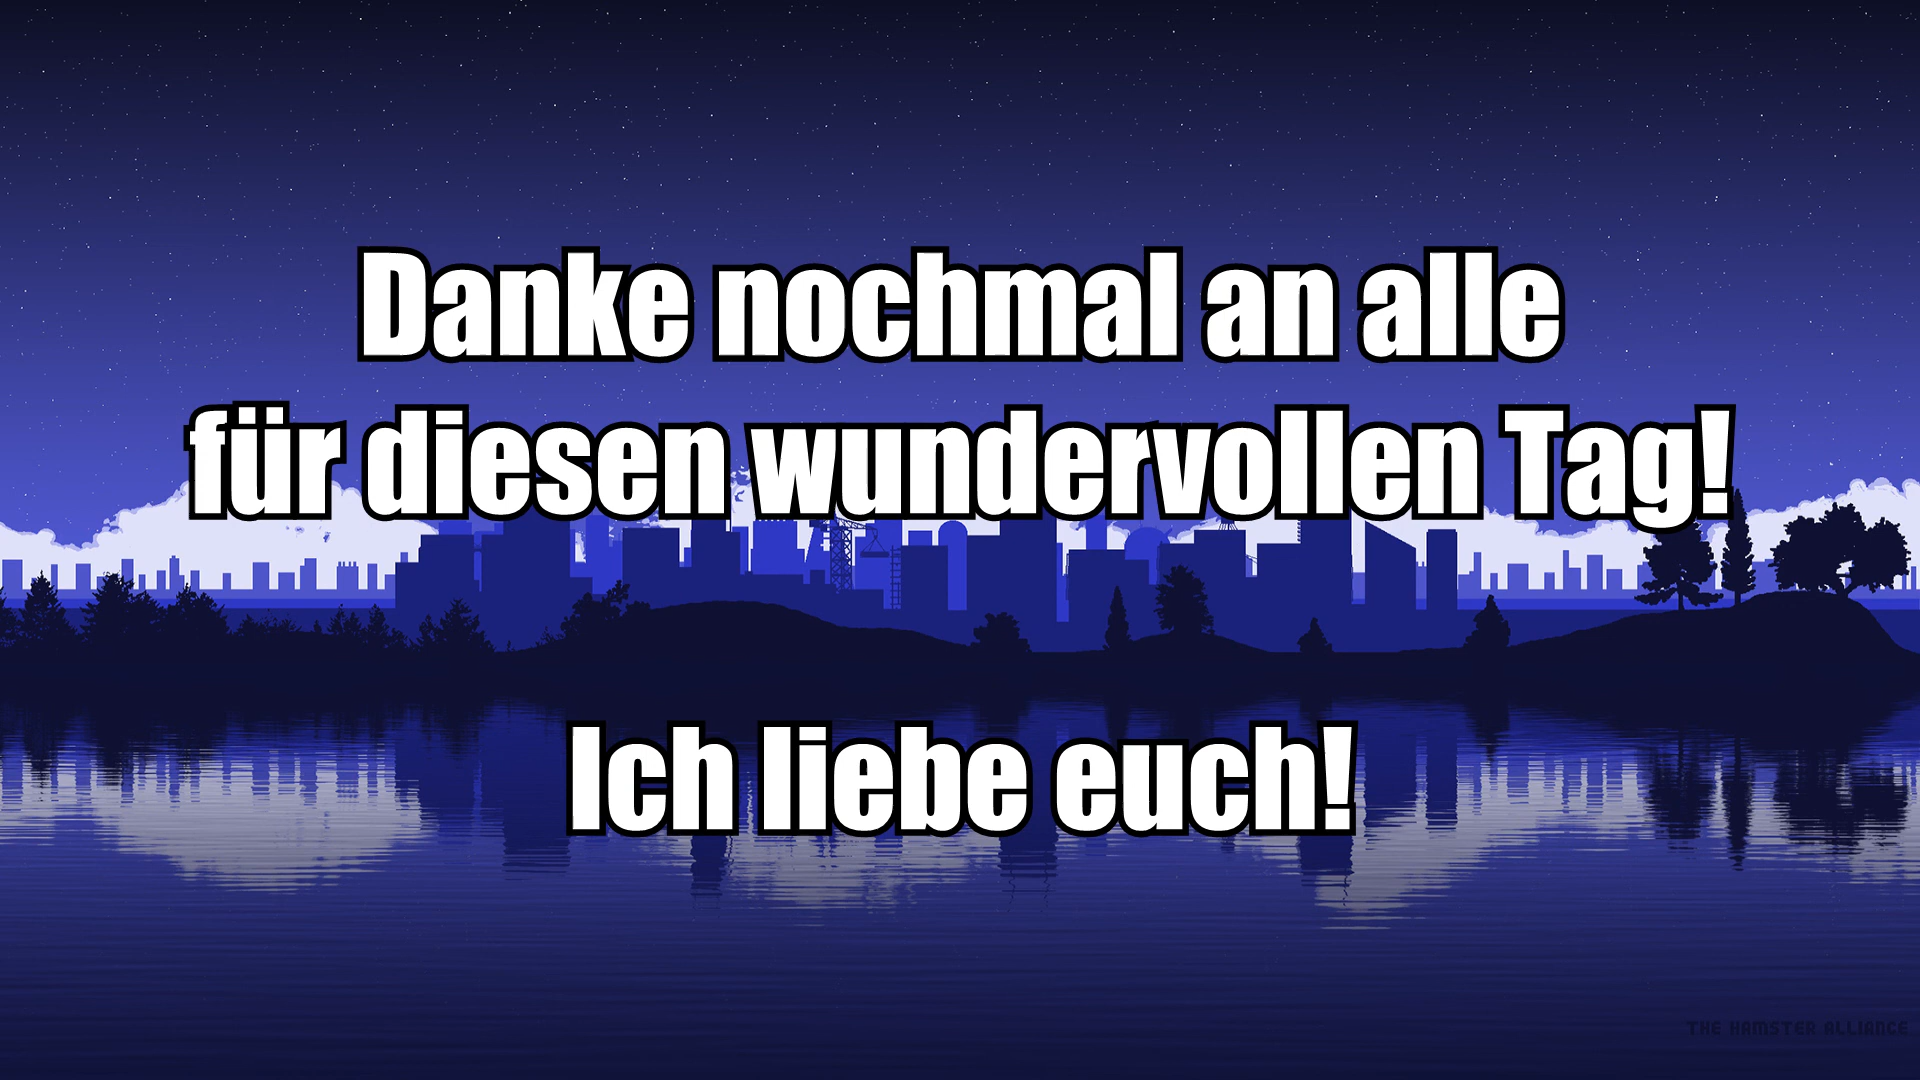 Danke nochmal an alle
für diesen wundervollen Tag!
Ich liebe euch!
THE HAMSTER ALLIANCE